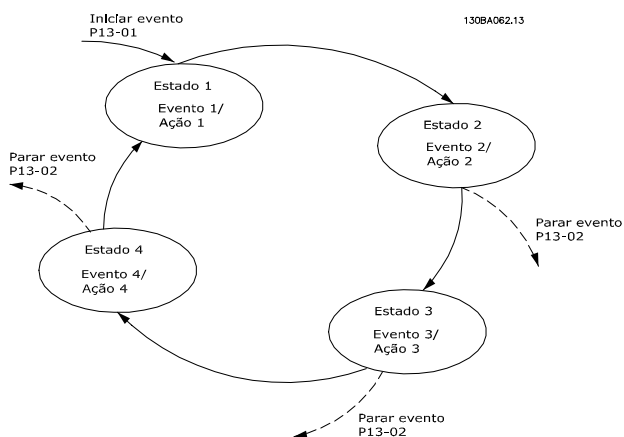 Iniciar evento
P13-01
130BA062.13
Estado 1
Evento 1/
Ação 1
Estado 2
Evento 2/
Ação 2
Parar evento
P13-02
Parar evento
P13-02
Estado 4
Evento 4/
Ação 4
Estado 3
Evento 3/
Ação 3
Parar evento
P13-02